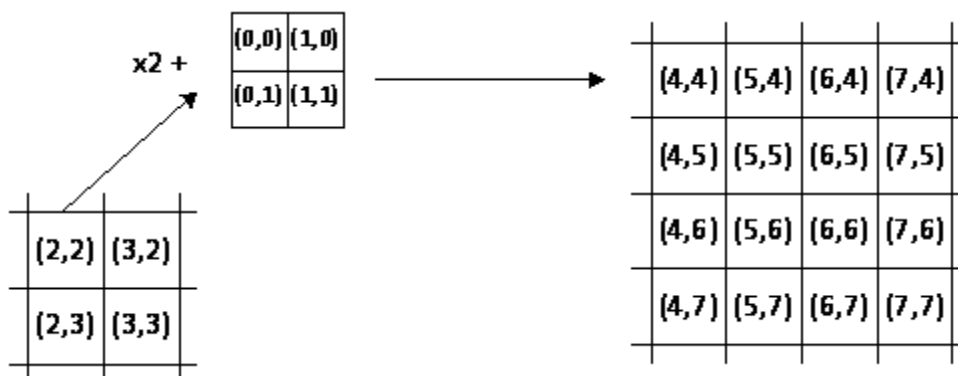 x2 +
(0,0) (1,0)
(0,1) (1,1)
(2,2) (3,2)
(2,3) (3,3)
(4,4) (5,4) (6,4) (7,4)
(4,5) (5,5) (6,5) (7,5)
(4,6) (5,6) (6,6) (7,6)
(4,7) (5,7) (6,7) (7,7)